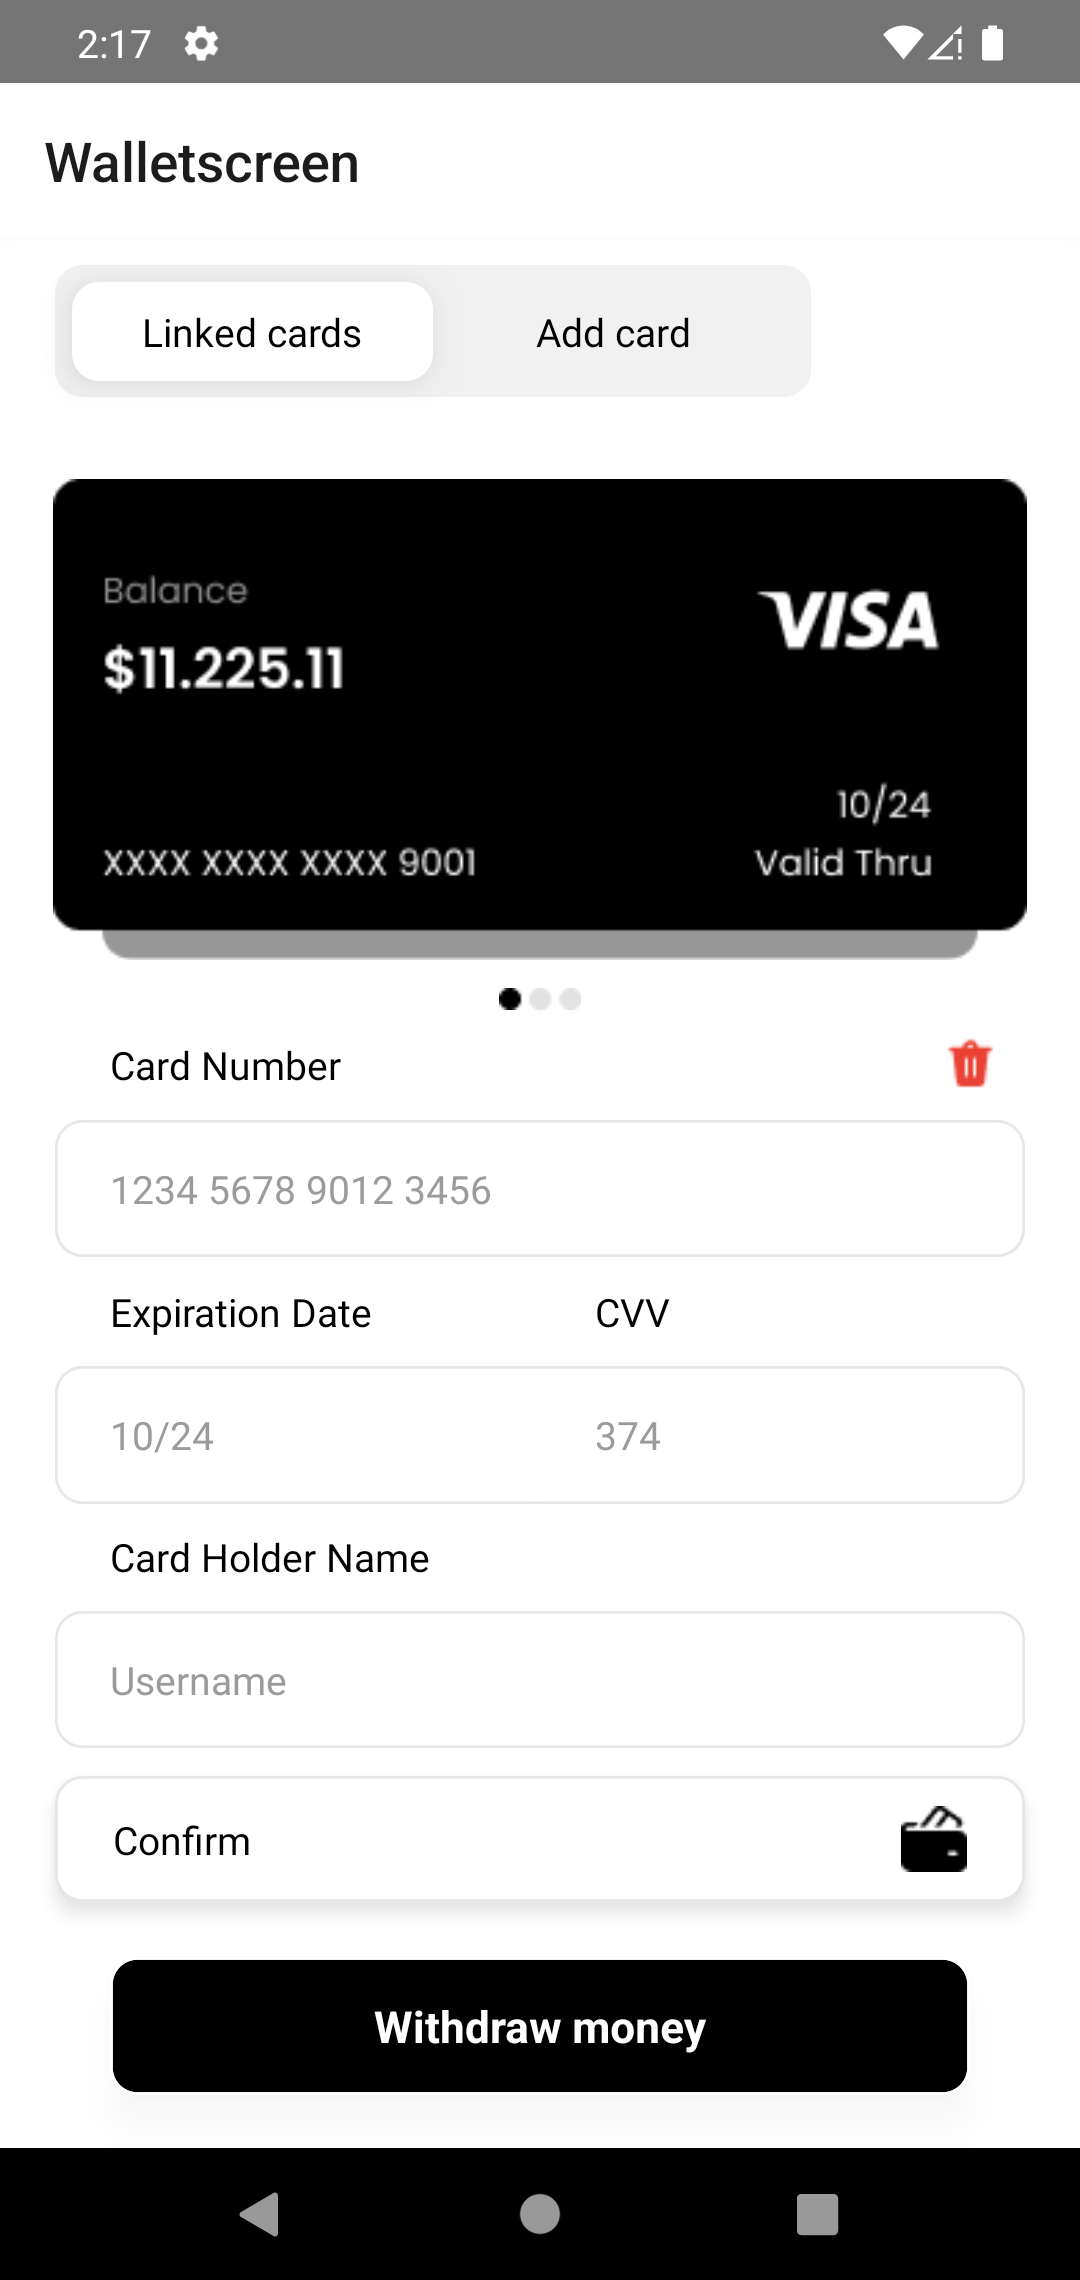 2:17
Walletscreen
Linked cards Add card
Balance
VISA
$11.225.11
10/24
XXXX XXXX XXXX 9001 Valid Thru
Card Number
1234 5678 9012 3456
Expiration Date CVV
10/24 374
Card Holder Name
Username
Confirm
Withdraw money